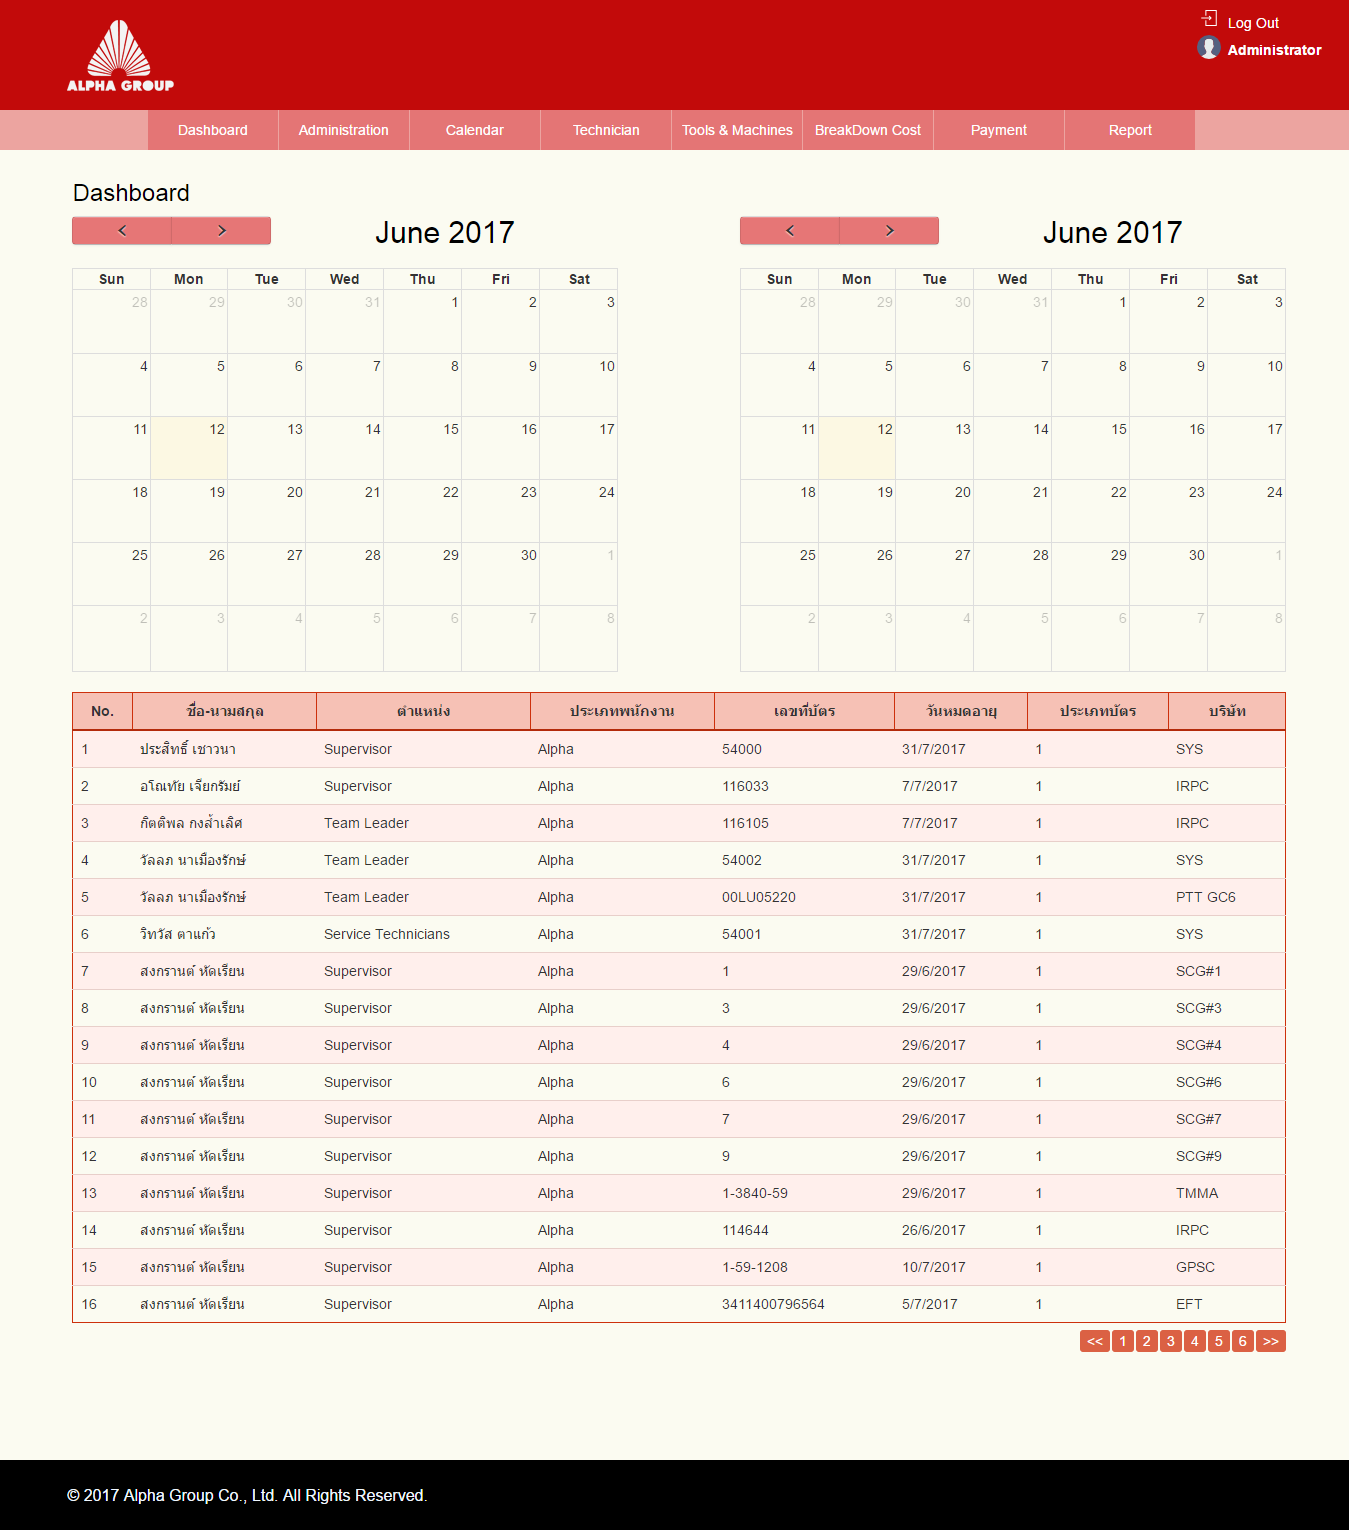 Log Out
Administrator
ALPHA GROUP
Dashboard Administration Calendar Technician Tools & Machines BreakDown Cost Payment Report
Dashboard
< > June 2017
Sun Mon Tue Wed Thu Fri Sat
28 29 30 31 1 2 3
4 5 6 7 8 9 10
11 12 13 14 15 16 17
18 19 20 21 22 23 24
25 26 27 28 29 30 1
2 3 4 5 6 7 8
< > June 2017
Sun Mon Tue Wed Thu Fri Sat
28 29 30 31 1 2 3
4 5 6 7 8 9 10
11 12 13 14 15 16 17
18 19 20 21 22 23 24
25 26 27 28 29 30 1
2 3 4 5 6 7 8
No. ชื่อ-นามสกุล ตำแหน่ง ประเภทพนักงาน เลขที่บัตร วันหมดอายุ ประเภทบัตร บริษัท
1 ประสิทธิ์ เชาวนา Supervisor Alpha 54000 31/7/2017 1 SYS
2 อโณทัย เจียกรัมย์ Supervisor Alpha 116033 7/7/2017 1 IRPC
3 กิตติพล กงสำเลิศ Team Leader Alpha 116105 7/7/2017 1 IRPC
4 วัลลภ นาเมืองรักษ์ Team Leader Alpha 54002 31/7/2017 1 SYS
5 วัลลภ นาเมืองรักษ์ Team Leader Alpha 00LU05220 31/7/2017 1 PTT GC6
6 วิทวัส ตาแก้ว Service Technicians Alpha 54001 31/7/2017 1 SYS
7 สงกรานต์ หัดเรียน Supervisor Alpha 1 29/6/2017 1 SCG#1
8 สงกรานต์ หัดเรียน Supervisor Alpha 3 29/6/2017 1 SCG#3
9 สงกรานต์ หัดเรียน Supervisor Alpha 4 29/6/2017 1 SCG#4
10 สงกรานต์ หัดเรียน Supervisor Alpha 6 29/6/2017 1 SCG#6
11 สงกรานต์ หัดเรียน Supervisor Alpha 7 29/6/2017 1 SCG#7
12 สงกรานต์ หัดเรียน Supervisor Alpha 9 29/6/2017 1 SCG#9
13 สงกรานต์ หัดเรียน Supervisor Alpha 1-3840-59 29/6/2017 1 TMMA
14 สงกรานต์ หัดเรียน Supervisor Alpha 114644 26/6/2017 1 IRPC
15 สงกรานต์ หัดเรียน Supervisor Alpha 1-59-1208 10/7/2017 1 GPSC
16 สงกรานต์ หัดเรียน Supervisor Alpha 3411400796564 5/7/2017 1 EFT
<< 1 2 3 4 5 6 >>
© 2017 Alpha Group Co., Ltd. All Rights Reserved.